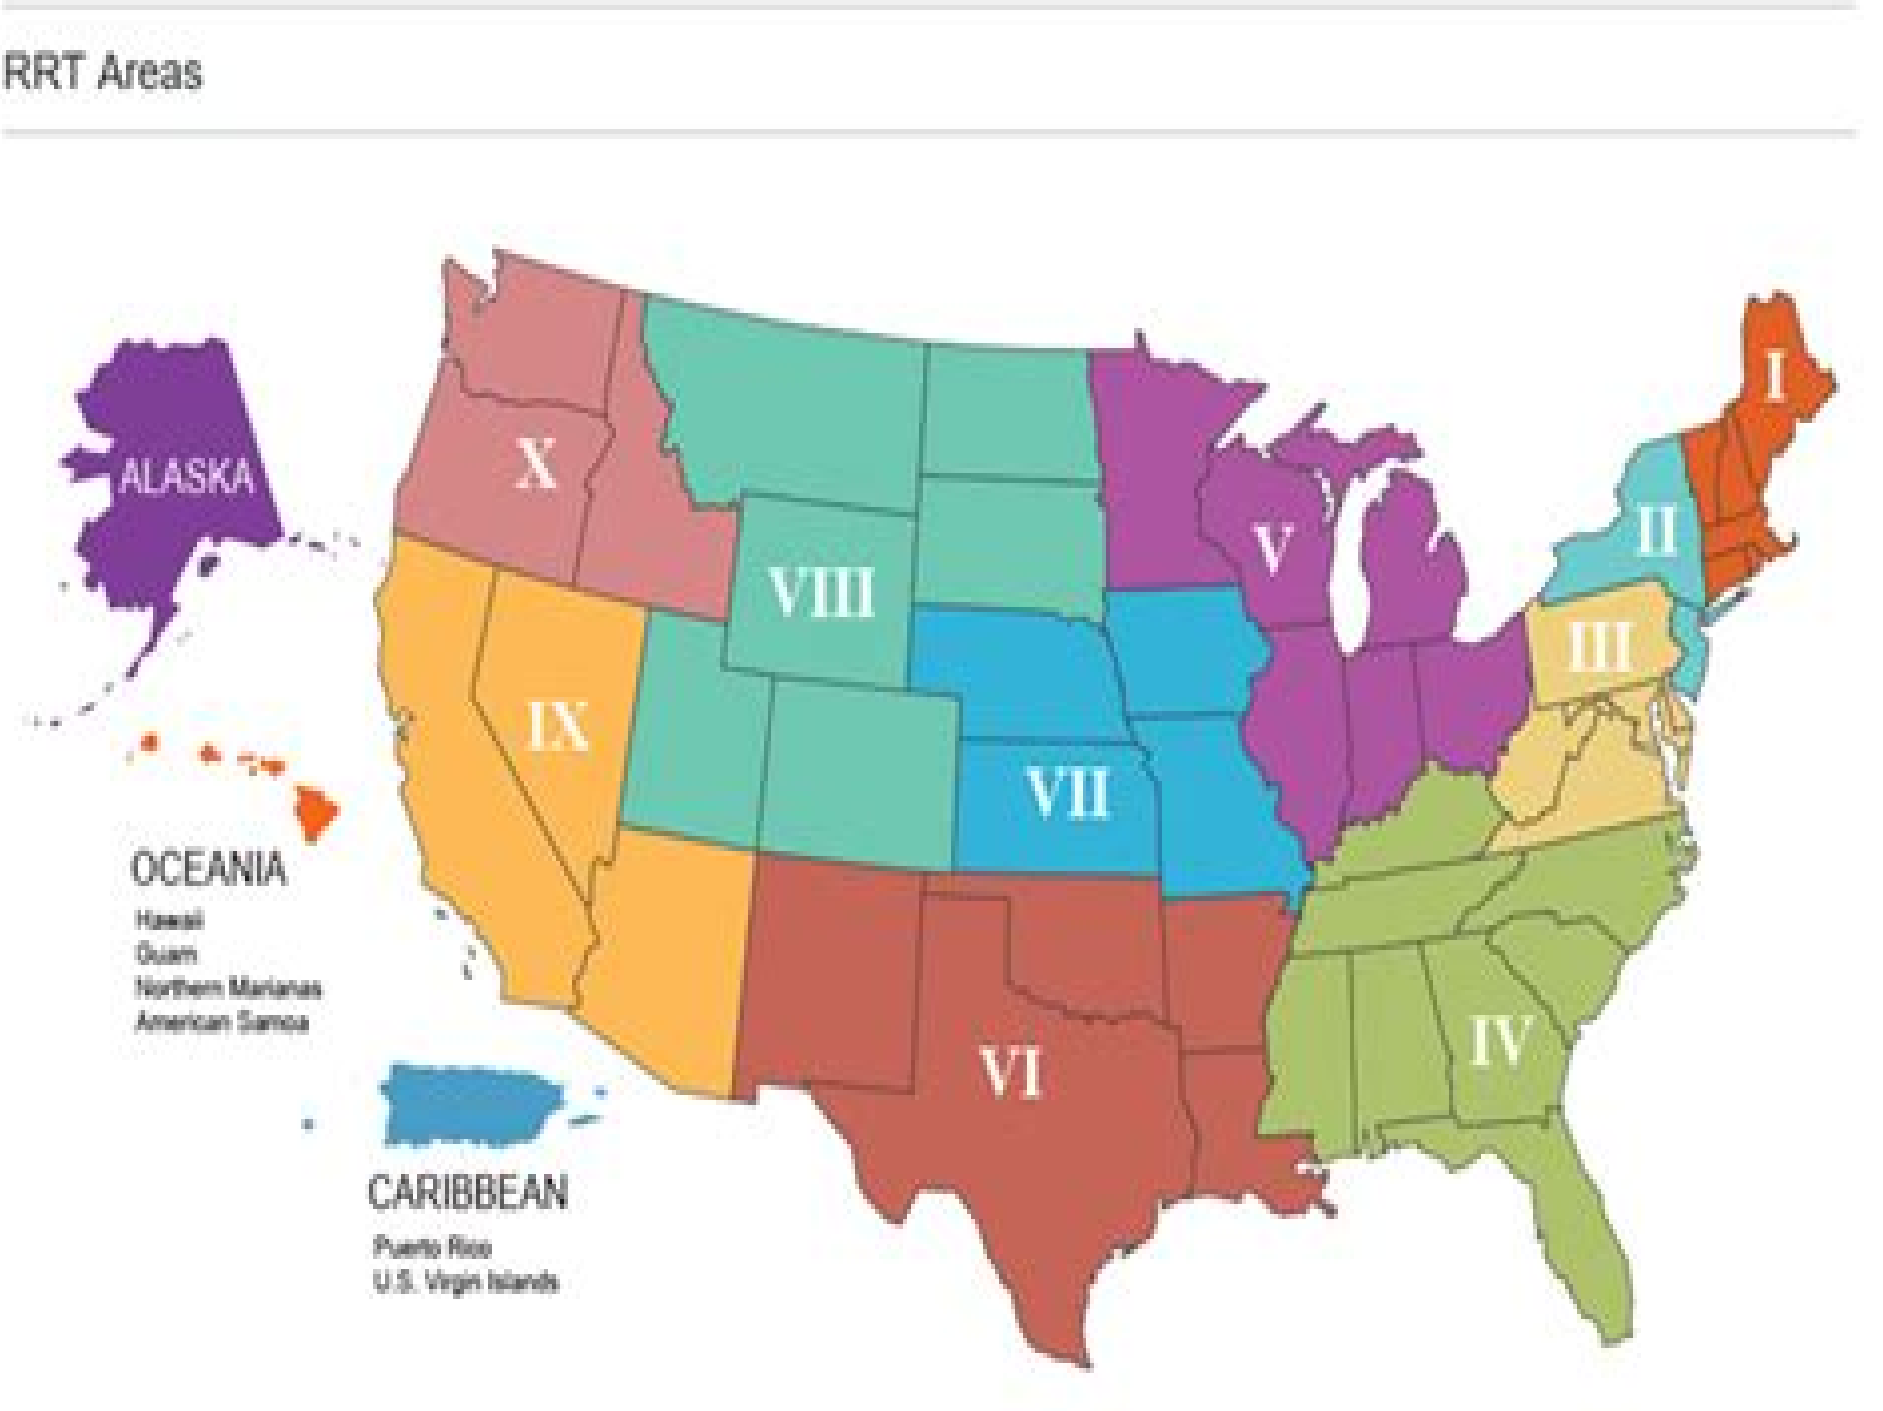 RRT Areas
I
ALASKA
X
II
V
VIII
III
IX
VII
OCEANIA
Hawaii
Guam
Northern Marianas
American Samoa
IV
VI
CARIBBEAN
Puerto Rico
U.S. Virgin Islands